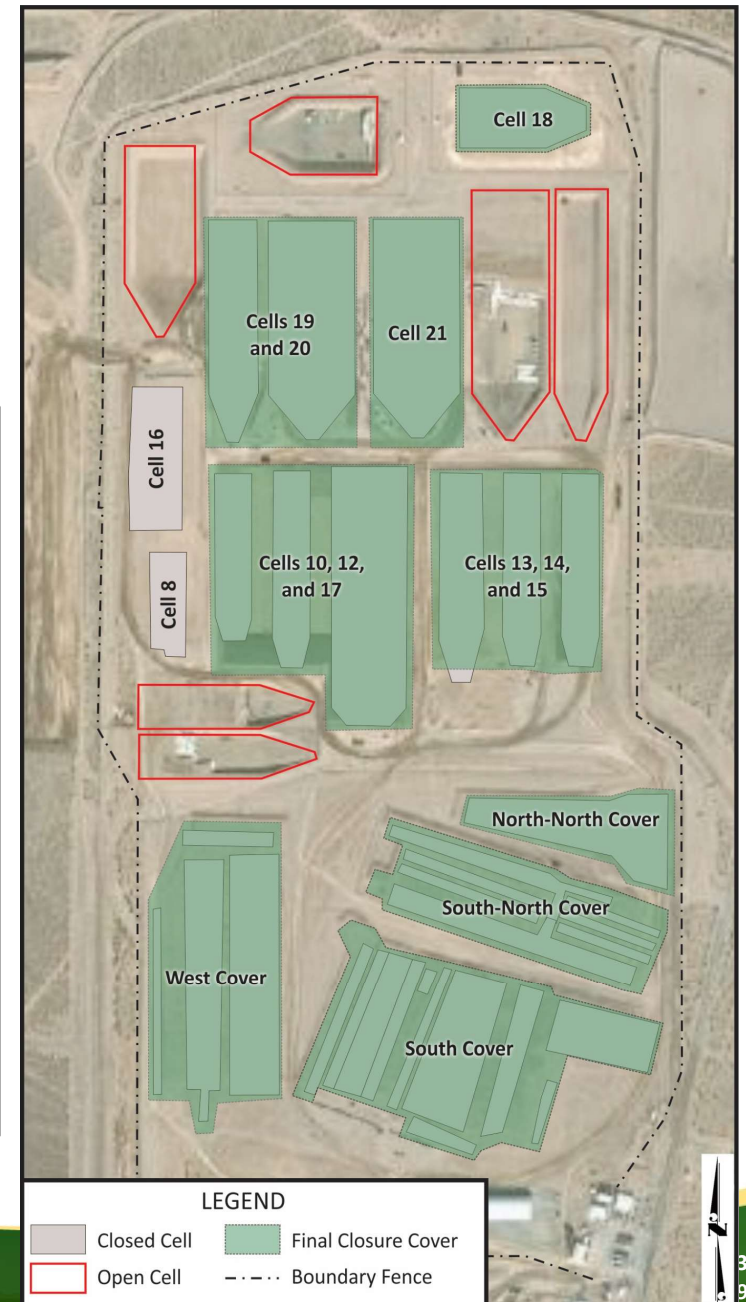 Cell 18
Cells 19
and 20
Cell 21
Cell 16
Cell 8
Cells 10, 12,
and 17
Cells 13, 14,
and 15
North-North Cover
South-North Cover
West Cover
South Cover
LEGEND
Closed Cell
Final Closure Cover
Open Cell
Boundary Fence
N